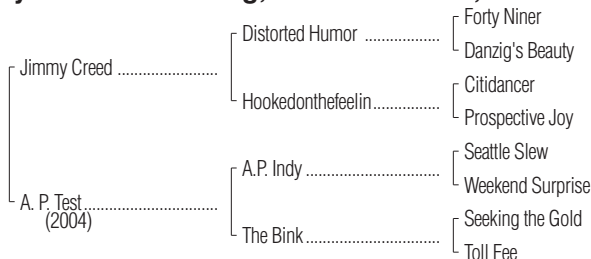 Forty Niner
Distorted Humor ................
Danzig's Beauty
Jimmy Creed .......................
Citidancer
Hookedonthefeelin...............
Prospective Joy
Seattle Slew
A.P. Indy ..............................
Weekend Surprise
A. P. Test..............................
(2004)
Seeking the Gold
The Bink..............................
Toll Fee